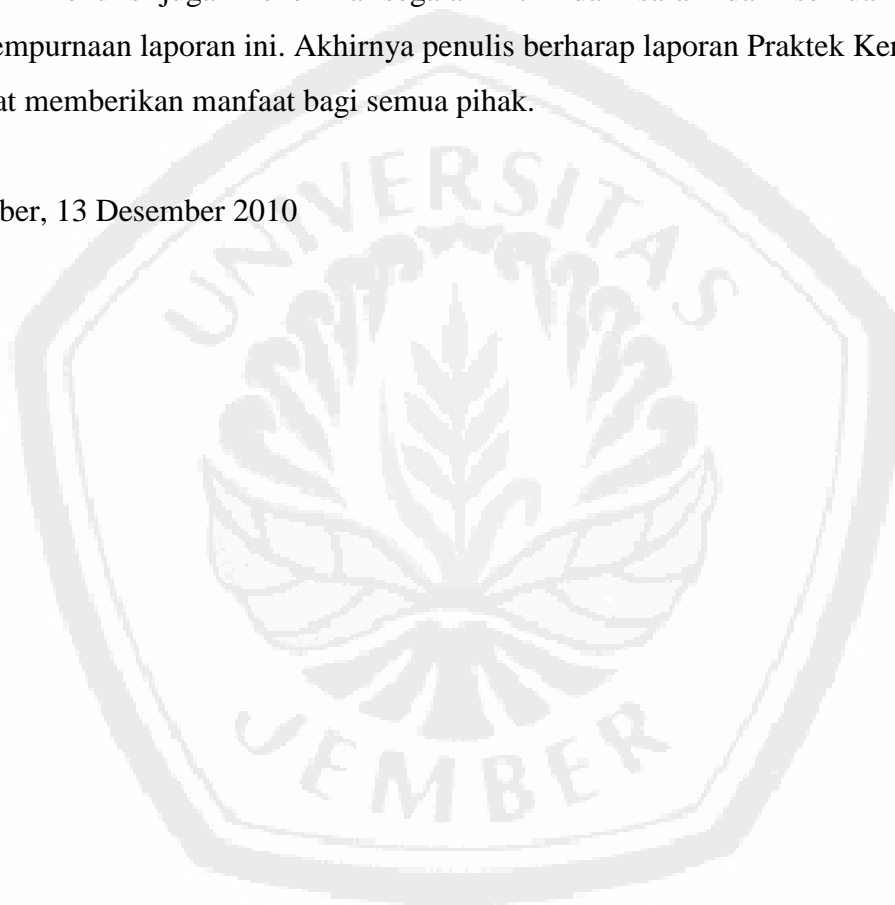 empurnaan laporan ini. Akhirnya penulis berharap laporan Praktek Ker
at memberikan manfaat bagi semua pihak.
ber, 13 Desember 2010
UNIVERSITAS
JEMBER